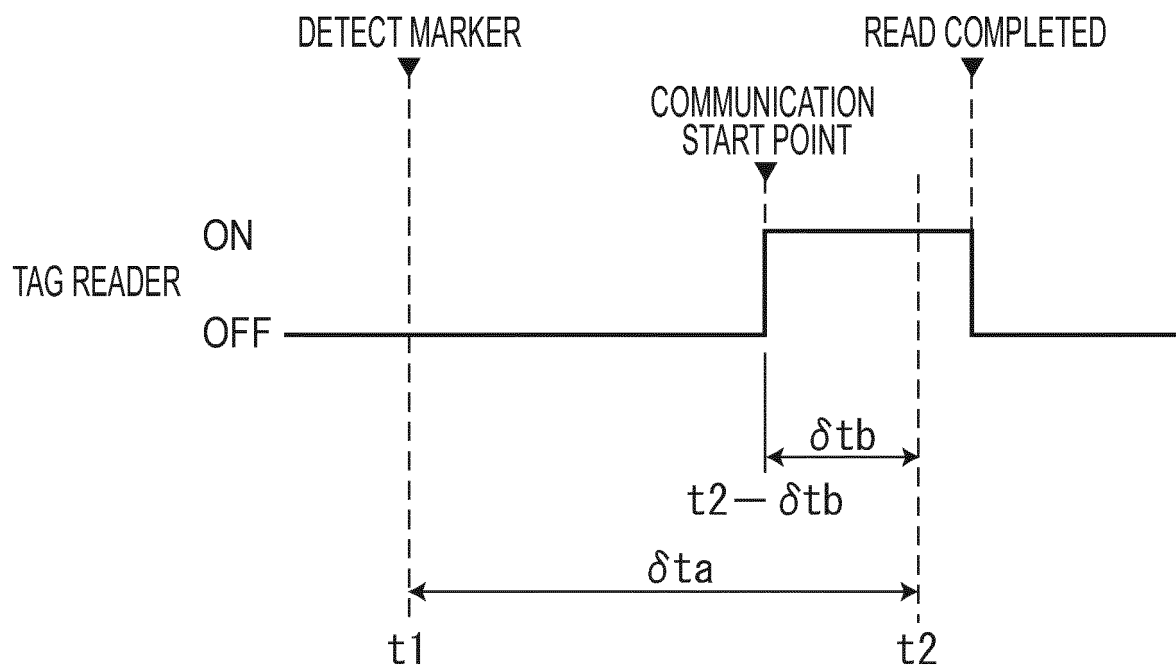 DETECT MARKER
READ COMPLETED
COMMUNICATION
START POINT
ON
TAG READER
OFF
δtb
t2－δtb
δta
t1
t2